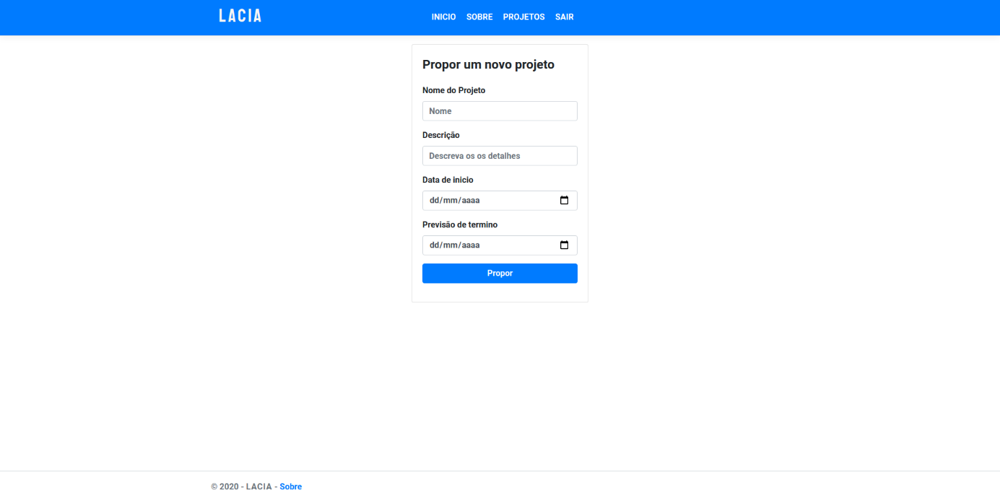 LACIA
INICIO SOBRE PROJETOS SAIR
Propor um novo projeto
Nome do Projeto
Nome
Descrição
Descreva os os detalhes
Data de inicio
dd/mm/aaaa
Previsão de termino
dd/mm/aaaa
Propor
© 2020 - LACIA - Sobre